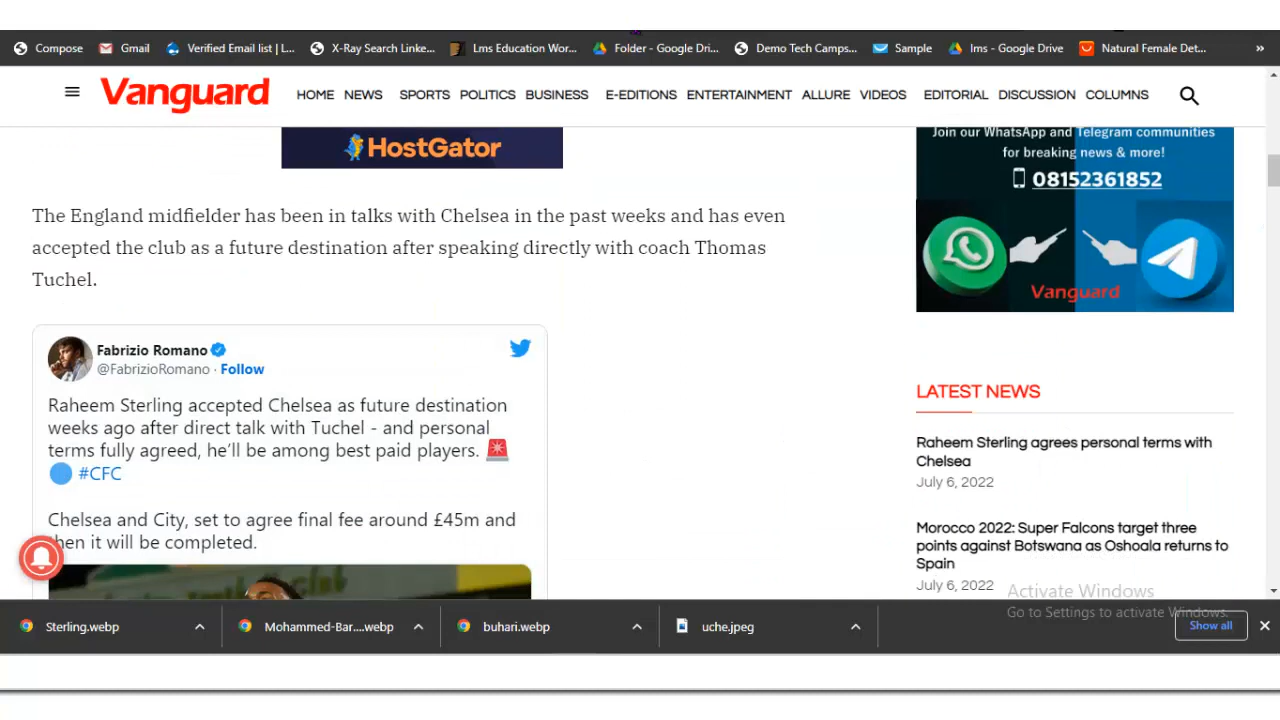 Compose Gmail Verified Email list | L... X-Ray Search Linke... Lms Education Wor... Folder - Google Dri... Demo Tech Camps... Sample lms - Google Drive Natural Female Det... »
Vanguard HOME NEWS SPORTS POLITICS BUSINESS E-EDITIONS ENTERTAINMENT ALLURE VIDEOS EDITORIAL DISCUSSION COLUMNS
HostGator
The England midfielder has been in talks with Chelsea in the past weeks and has even
accepted the club as a future destination after speaking directly with coach Thomas
Tuchel.
Fabrizio Romano
@FabrizioRomano · Follow
Raheem Sterling accepted Chelsea as future destination
weeks ago after direct talk with Tuchel - and personal
terms fully agreed, he'll be among best paid players.
#CFC
Chelsea and City, set to agree final fee around £45m and
then it will be completed.
Join our WhatsApp and Telegram communities
for breaking news & more!
08152361852
Vanguard
LATEST NEWS
Raheem Sterling agrees personal terms with
Chelsea
July 6, 2022
Morocco 2022: Super Falcons target three
points against Botswana as Oshoala returns to
Spain
July 6, 2022
Activate Windows
Go to Settings to activate Windows.
Sterling.webp Mohammed-Bar....webp buhari.webp uche.jpeg Show all